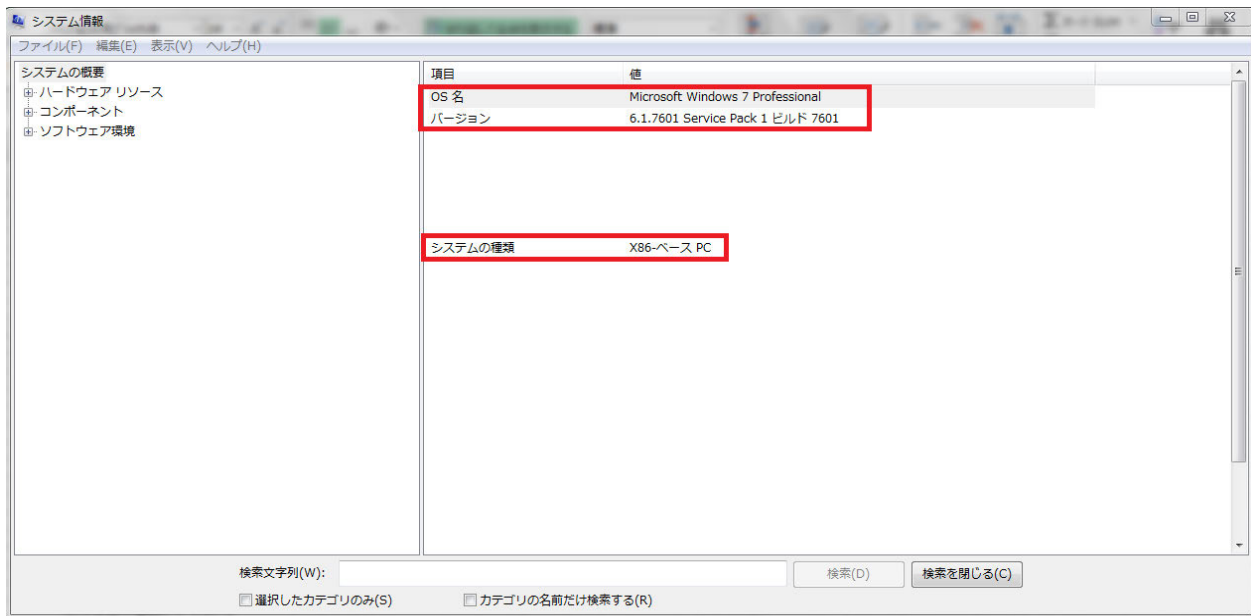 システム情報
ファイル(F) 編集(E) 表示(V) ヘルプ(H)
システムの概要
ハードウェア リソース
コンポーネント
ソフトウェア環境
項目 値
OS 名 Microsoft Windows 7 Professional
バージョン 6.1.7601 Service Pack 1 ビルド 7601
システムの種類 X86-ベース PC
検索文字列(W): 検索(D) 検索を閉じる(C)
選択したカテゴリのみ(S) カテゴリの名前だけ検索する(R)